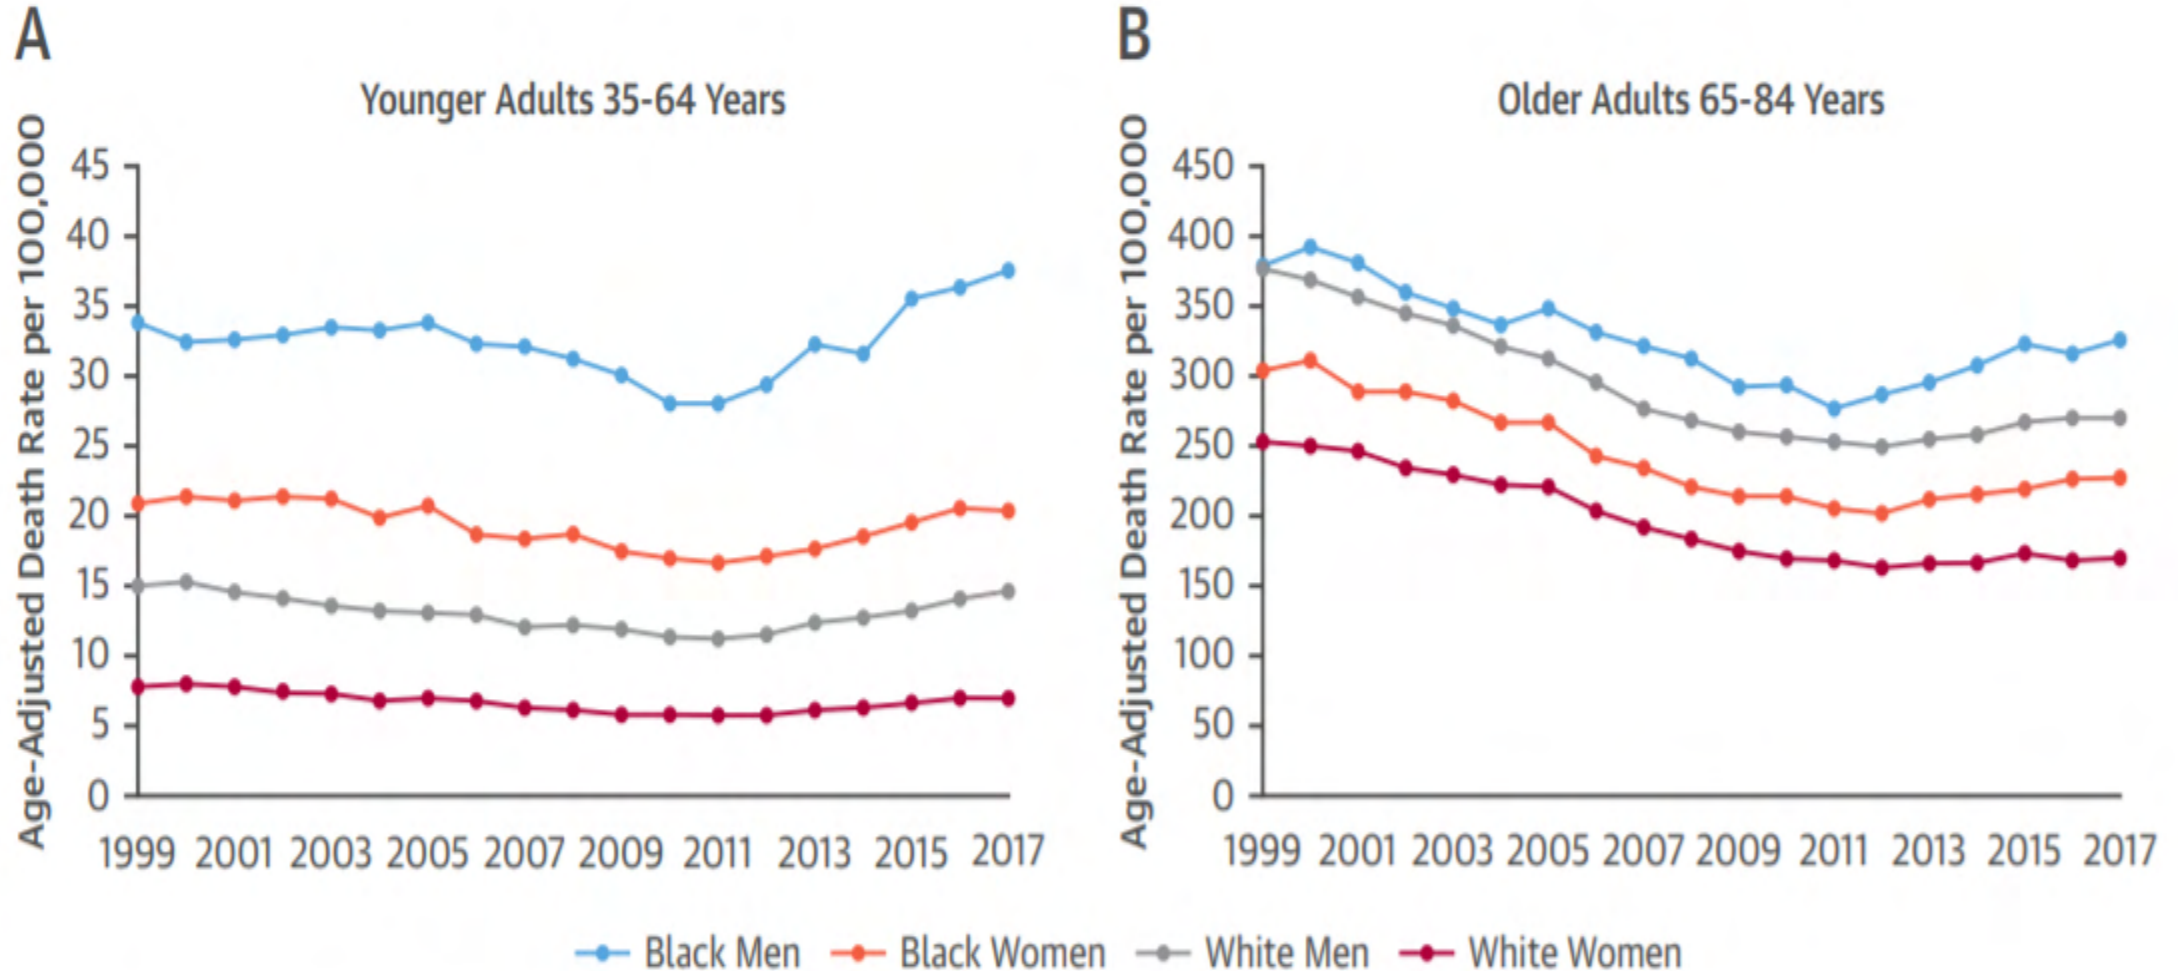 A
Younger Adults 35-64 Years
Age-Adjusted Death Rate per 100,000
45
40
35
30
25
20
15
10
5
0
1999 2001 2003 2005 2007 2009 2011 2013 2015 2017
B
Older Adults 65-84 Years
Age-Adjusted Death Rate per 100,000
450
400
350
300
250
200
150
100
50
0
1999 2001 2003 2005 2007 2009 2011 2013 2015 2017
Black Men Black Women White Men White Women